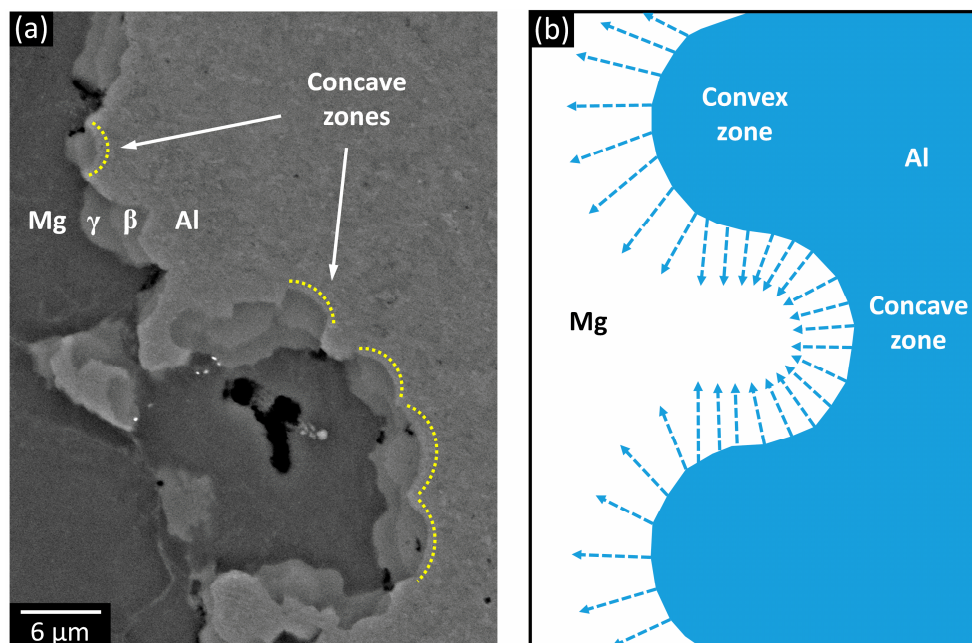 (a)
Concave
zones
Mg γ β Al
6 µm
(b)
Convex
zone
Al
Mg
Concave
zone